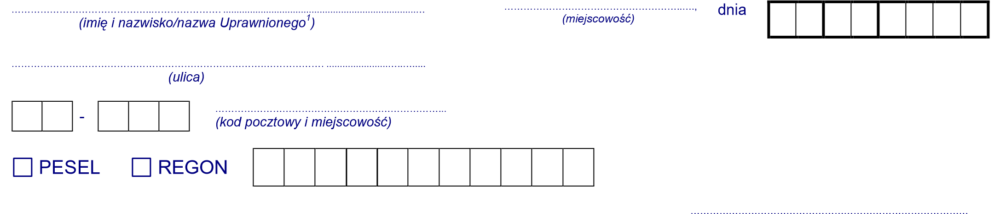 (imię i nazwisko/nazwa Uprawnionego¹)
................................, dnia
(miejscowość)
(ulica)
-
(kod pocztowy i miejscowość)
PESEL REGON